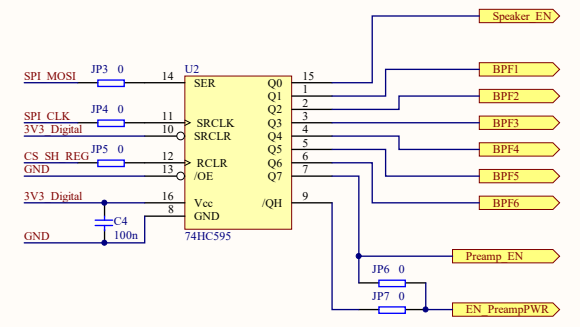 Speaker_EN
U2
JP3 0
SPI_MOSI 14 SER Q0 15
Q1 1 BPF1
JP4 0
Q2 2 BPF2
SPI_CLK 11 SRCLK Q3 3 BPF3
3V3_Digital 10 SRCLR Q4 4 BPF4
JP5 0
Q5 5 BPF5
CS_SH_REG 12 RCLR Q6 6
GND 13 /OE Q7 7
3V3_Digital 16 Vcc /QH 9 BPF6
8 GND
C4
100n
GND 74HC595
Preamp_EN
JP6 0
JP7 0
EN_PreampPWR